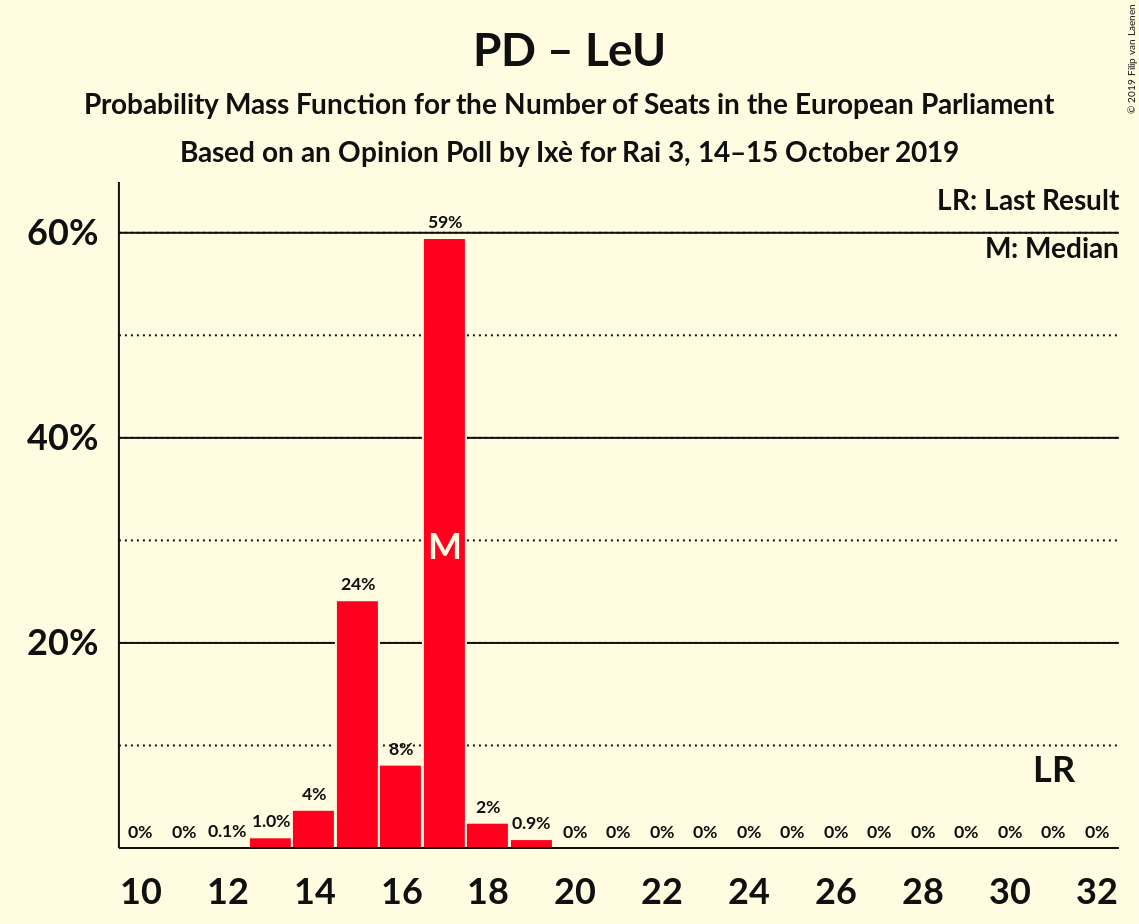 PD – LeU
Probability Mass Function for the Number of Seats in the European Parliament
Based on an Opinion Poll by Ixè for Rai 3, 14–15 October 2019
© 2019 Filip van Laenen
LR: Last Result
M: Median
60%
40%
20%
59%
24%
8%
4%
2%
1.0%
0.9%
0.1%
0% 0% 0% 0% 0% 0% 0% 0% 0% 0% 0% 0% 0% 0% 0%
M
LR
10 12 14 16 18 20 22 24 26 28 30 32